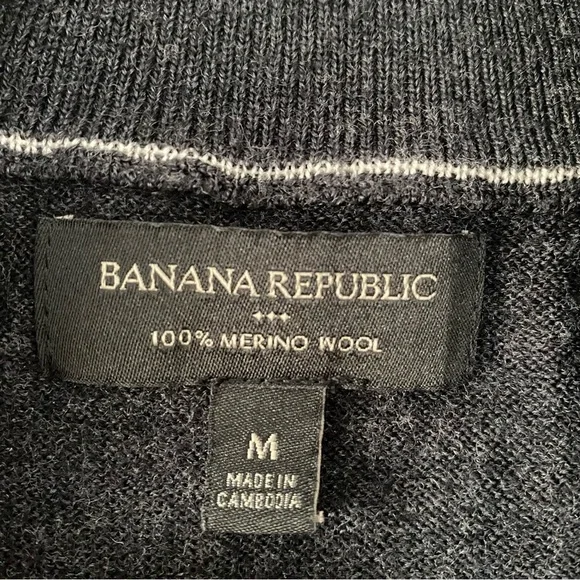 BANANA REPUBLIC
100% MERINO WOOL
M
MADE IN
CAMBODIA